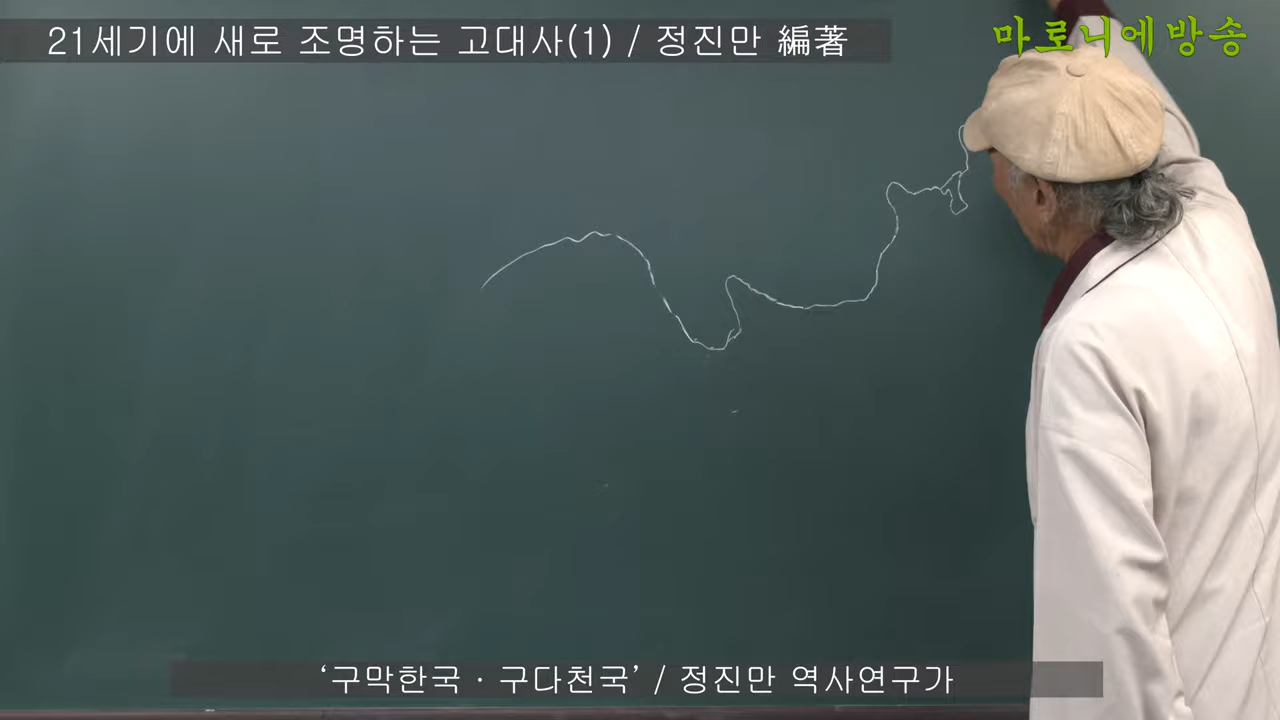 21세기에 새로 조명하는 고대사(1) / 정진만 編著
마로니에방송
‘구막한국 · 구다천국’ / 정진만 역사연구가